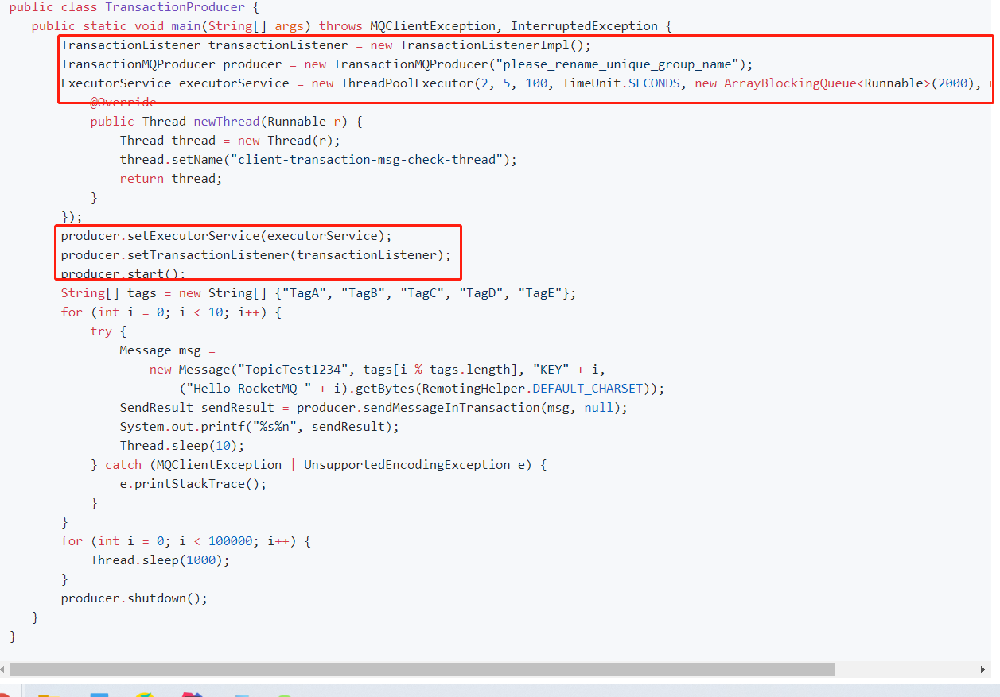 public class TransactionProducer {
public static void main(String[] args) throws MQClientException, InterruptedException {
TransactionListener transactionListener = new TransactionListenerImpl();
TransactionMQProducer producer = new TransactionMQProducer("please_rename_unique_group_name");
ExecutorService executorService = new ThreadPoolExecutor(2, 5, 100, TimeUnit.SECONDS, new ArrayBlockingQueue<Runnable>(2000),
@Override
public Thread newThread(Runnable r) {
Thread thread = new Thread(r);
thread.setName("client-transaction-msg-check-thread");
return thread;
}
});
producer.setExecutorService(executorService);
producer.setTransactionListener(transactionListener);
producer.start();
String[] tags = new String[] {"TagA", "TagB", "TagC", "TagD", "TagE"};
for (int i = 0; i < 10; i++) {
try {
Message msg =
new Message("TopicTest1234", tags[i % tags.length], "KEY" + i,
("Hello RocketMQ " + i).getBytes(RemotingHelper.DEFAULT_CHARSET));
SendResult sendResult = producer.sendMessageInTransaction(msg, null);
System.out.printf("%s%n", sendResult);
Thread.sleep(10);
} catch (MQClientException | UnsupportedEncodingException e) {
e.printStackTrace();
}
}
for (int i = 0; i < 100000; i++) {
Thread.sleep(1000);
}
producer.shutdown();
}
}